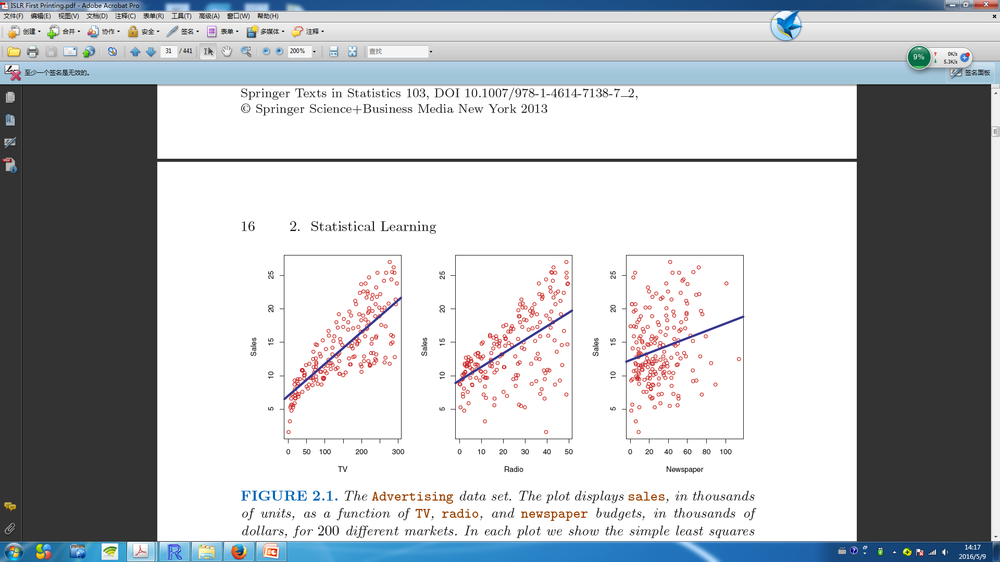 ISLR First Printing.pdf - Adobe Acrobat Pro
文件(F) 编辑(E) 视图(V) 文档(D) 注释(C) 表单(R) 工具(T) 高级(A) 窗口(W) 帮助(H)
创建 合并 协作 安全 签名 表单 多媒体 注释
31 / 441 200% 查找
9% 0K/s
5.3K/s
至少一个签名是无效的。 签名面板
Springer Texts in Statistics 103, DOI 10.1007/978-1-4614-7138-7_2,
© Springer Science+Business Media New York 2013
16 2. Statistical Learning
Sales
5 10 15 20 25
0 50 100 200 300
TV
Sales
5 10 15 20 25
0 10 20 30 40 50
Radio
Sales
5 10 15 20 25
0 20 40 60 80 100
Newspaper
FIGURE 2.1. The Advertising data set. The plot displays sales, in thousands
of units, as a function of TV, radio, and newspaper budgets, in thousands of
dollars, for 200 different markets. In each plot we show the simple least squares
14:17
2016/5/9